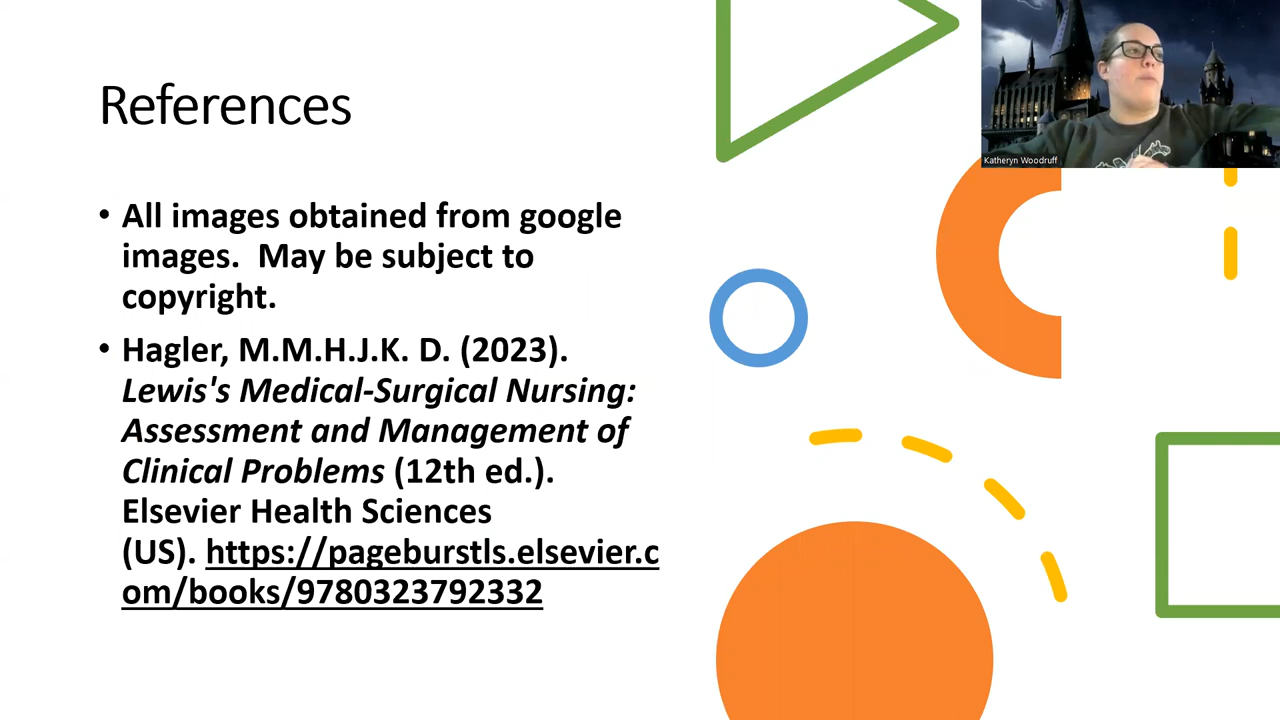 References
• All images obtained from google
images.  May be subject to
copyright.
• Hagler, M.M.H.J.K. D. (2023).
Lewis's Medical-Surgical Nursing:
Assessment and Management of
Clinical Problems (12th ed.).
Elsevier Health Sciences
(US). https://pageburstls.elsevier.c
om/books/9780323792332
Katheryn Woodruff